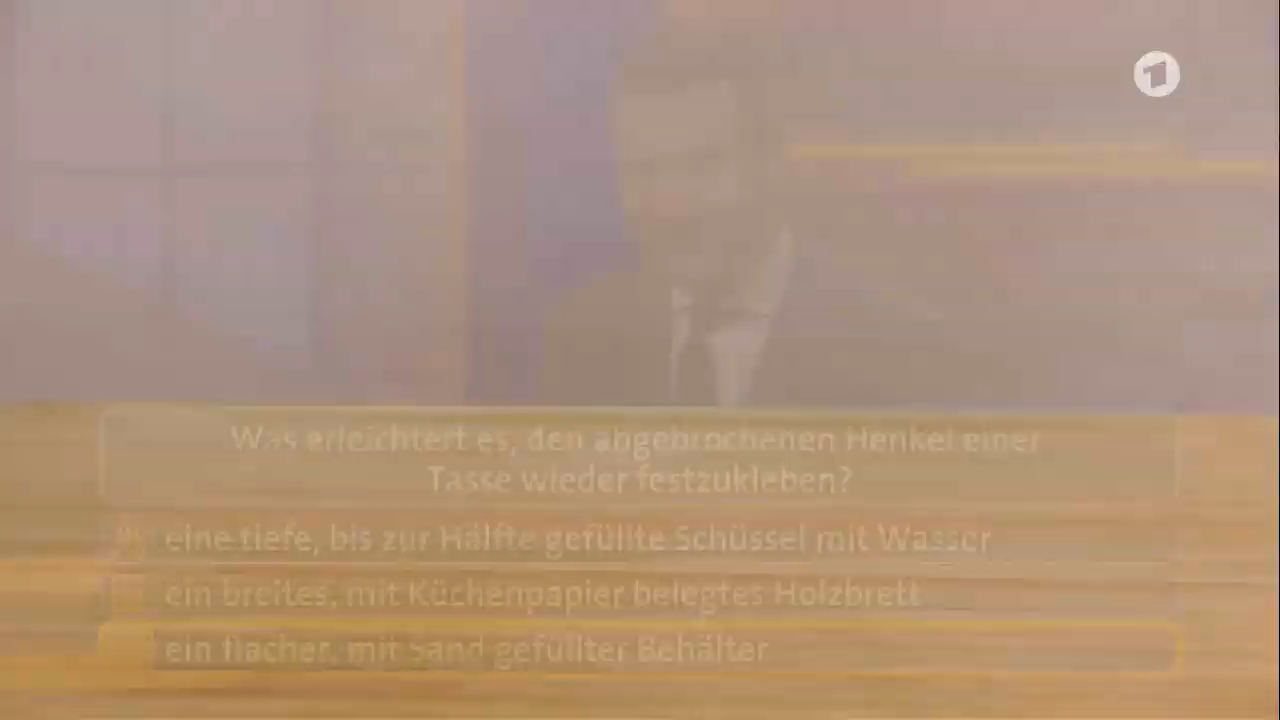 Was erleichtert es, den abgebrochenen Henkel einer
Tasse wieder festzukleben?
eine tiefe, bis zur Hälfte gefüllte Schüssel mit Wasser
ein breites, mit Küchenpapier belegtes Holzbrett
ein flacher, mit Sand gefüllter Behälter
1